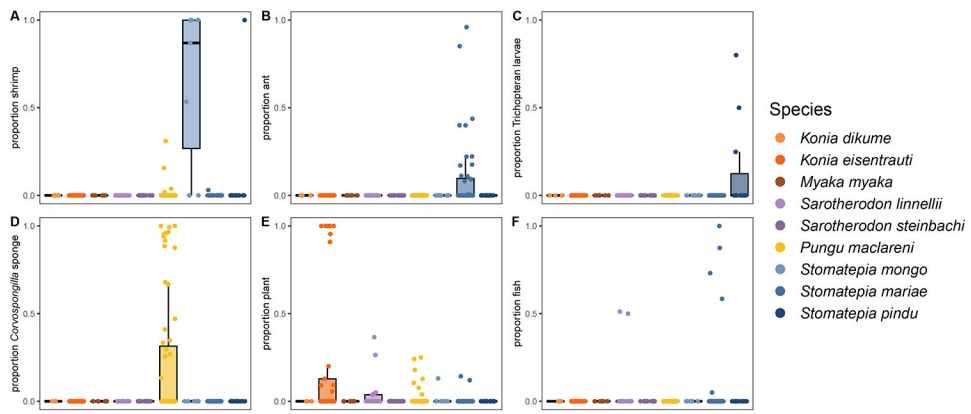 A
proportion shrimp
1.0
0.5
0.0
B
proportion ant
1.0
0.5
0.0
C
proportion Trichopteran larvae
1.0
0.5
0.0
D
proportion Corvospongilla sponge
1.0
0.5
0.0
E
proportion plant
1.0
0.5
0.0
F
proportion fish
1.0
0.5
0.0
Species
Konia dikume
Konia eisentrauti
Myaka myaka
Sarotherodon linnellii
Sarotherodon steinbachi
Pungu maclareni
Stomatepia mongo
Stomatepia mariae
Stomatepia pindu